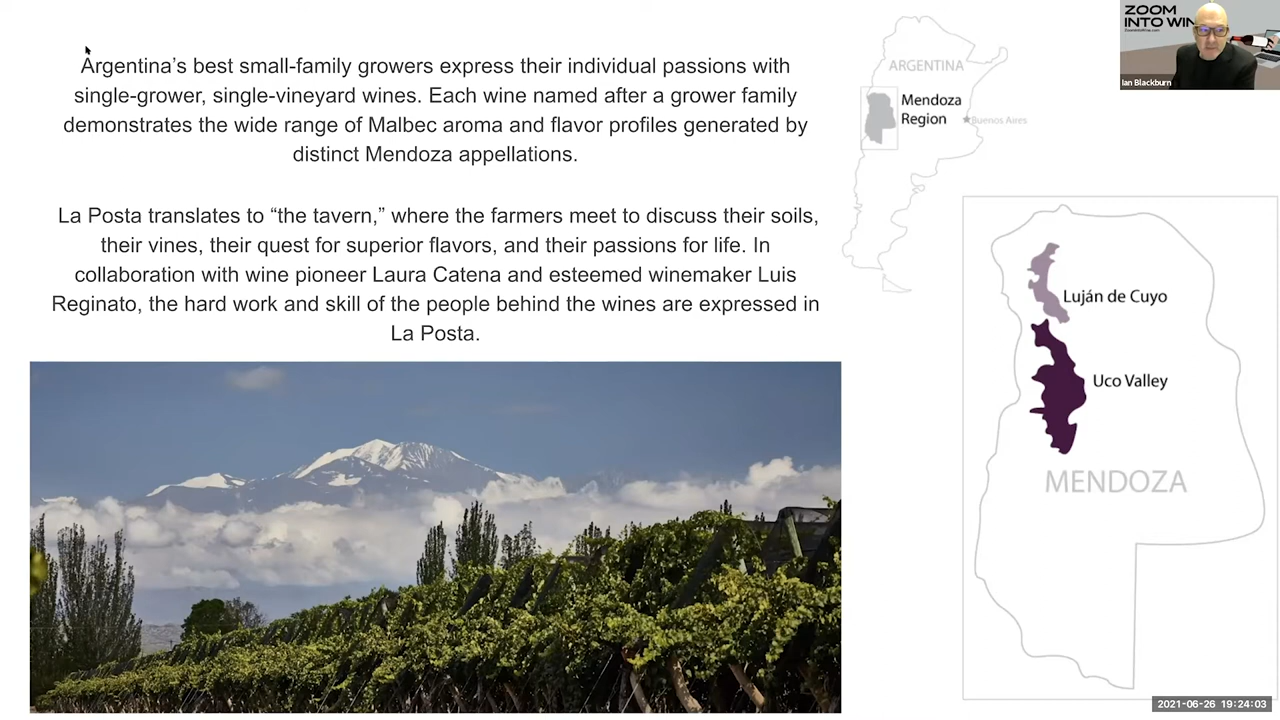 Argentina’s best small-family growers express their individual passions with
single-grower, single-vineyard wines. Each wine named after a grower family
demonstrates the wide range of Malbec aroma and flavor profiles generated by
distinct Mendoza appellations.
La Posta translates to “the tavern,” where the farmers meet to discuss their soils,
their vines, their quest for superior flavors, and their passions for life. In
collaboration with wine pioneer Laura Catena and esteemed winemaker Luis
Reginato, the hard work and skill of the people behind the wines are expressed in
La Posta.
ARGENTINA
Mendoza
Region
Buenos Aires
Luján de Cuyo
Uco Valley
MENDOZA
ZOOM
INTO WIN
Ian Blackburn
2021-06-26 19:24:03